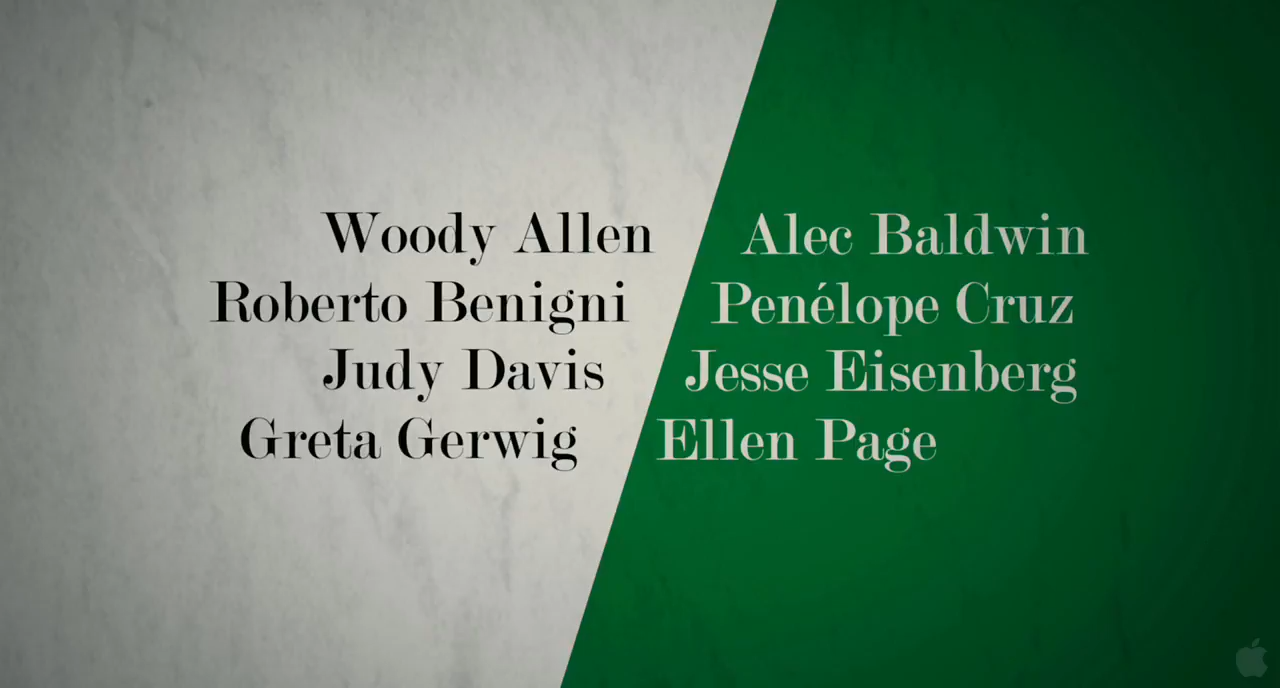 Woody Allen Alec Baldwin
Roberto Benigni Penélope Cruz
Judy Davis Jesse Eisenberg
Greta Gerwig Ellen Page